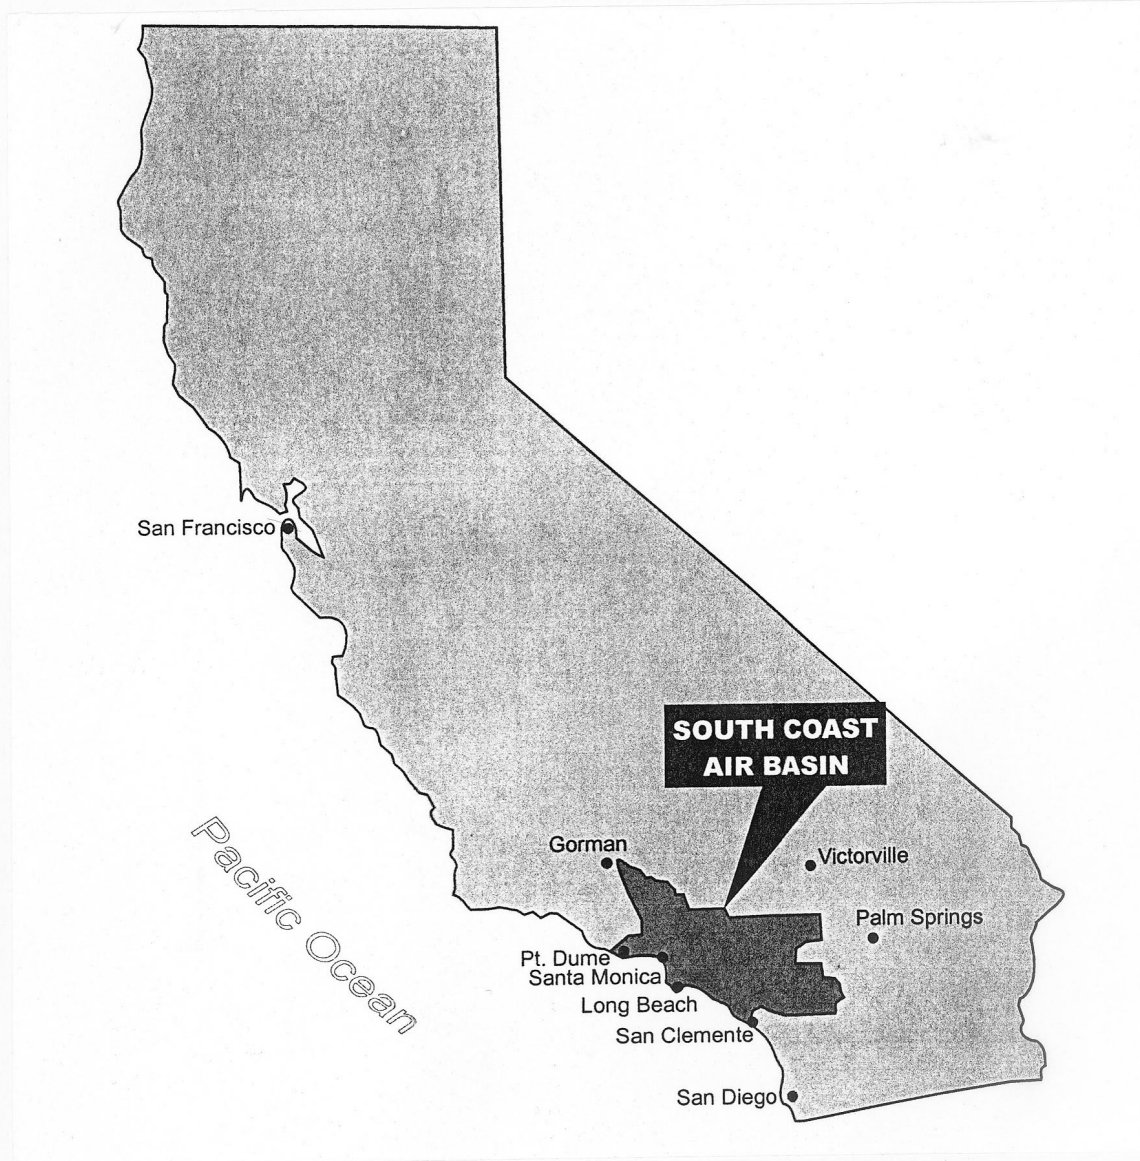 San Francisco
SOUTH COAST
AIR BASIN
Gorman
Victorville
Palm Springs
Pacific Ocean
Pt. Dume
Santa Monica
Long Beach
San Clemente
San Diego